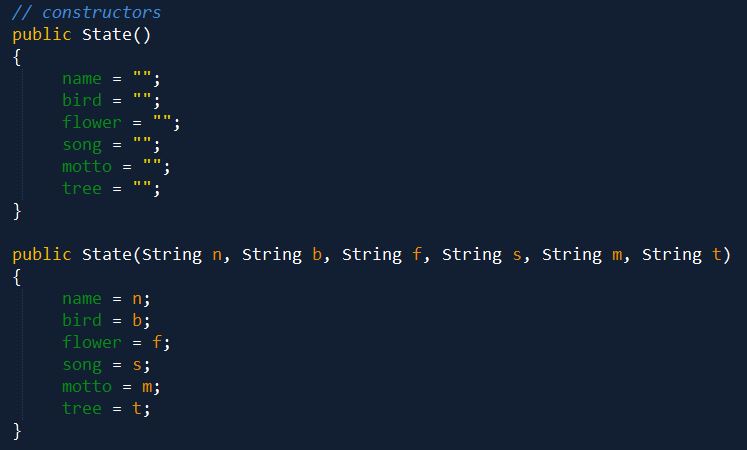 // constructors
public State()
{
name = "";
bird = "";
flower = "";
song = "";
motto = "";
tree = "";
}
public State(String n, String b, String f, String s, String m, String t)
{
name = n;
bird = b;
flower = f;
song = s;
motto = m;
tree = t;
}